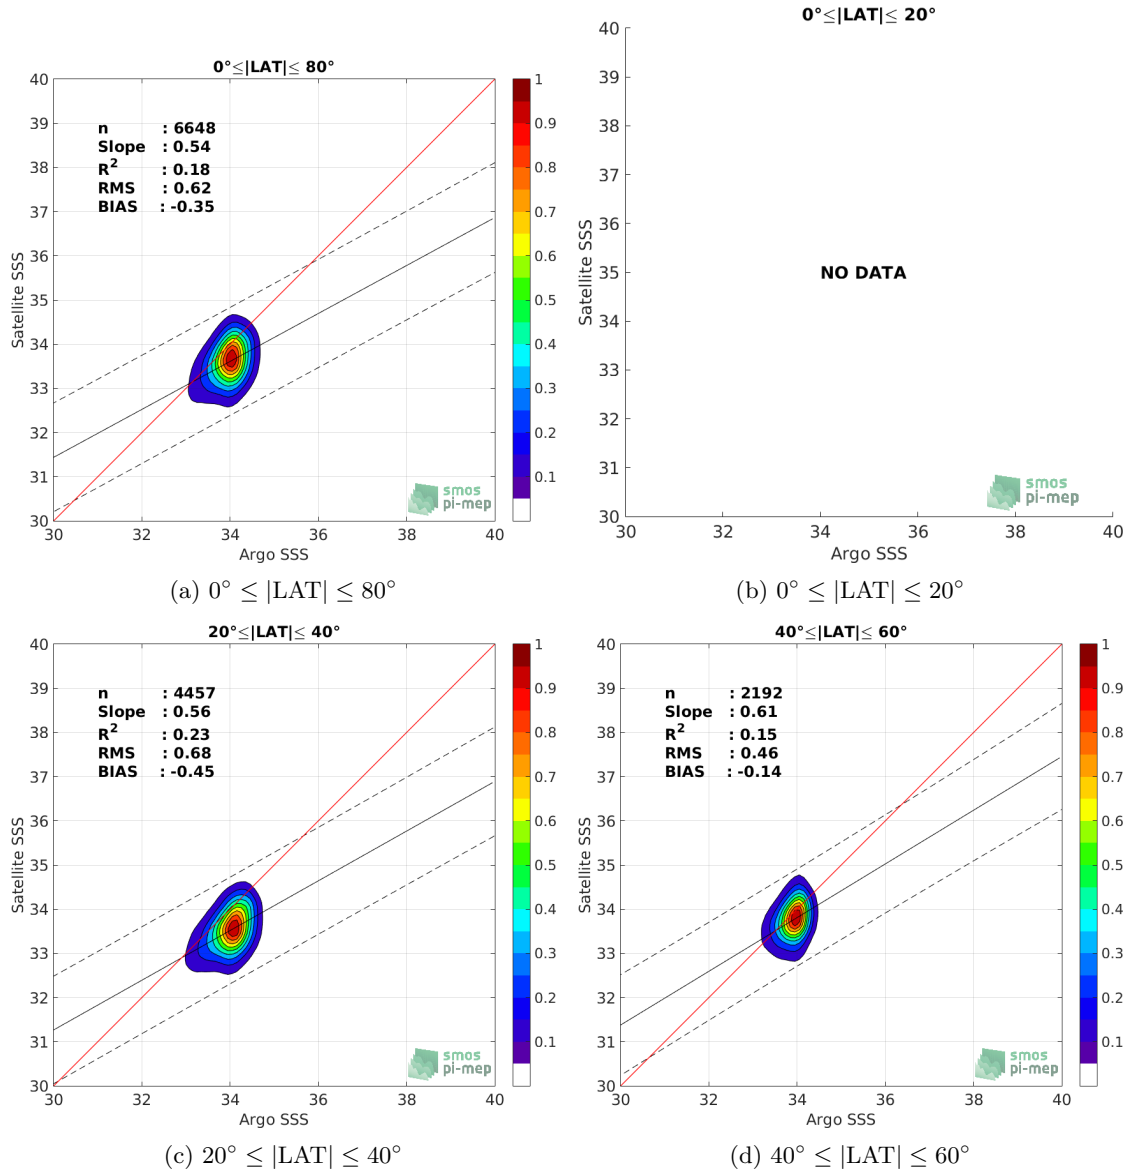 0°≤|LAT|≤ 80°
40
39
38
37
36
35
34
33
32
31
30
Satellite SSS
n : 6648
Slope : 0.54
R² : 0.18
RMS : 0.62
BIAS : -0.35
1
0.9
0.8
0.7
0.6
0.5
0.4
0.3
0.2
0.1
smos
pi-mep
30 32 34 36 38 40
Argo SSS
(a) 0° ≤ |LAT| ≤ 80°
0°≤|LAT|≤ 20°
40
39
38
37
36
35
34
33
32
31
30
Satellite SSS
NO DATA
smos
pi-mep
30 32 34 36 38 40
Argo SSS
(b) 0° ≤ |LAT| ≤ 20°
20°≤|LAT|≤ 40°
40
39
38
37
36
35
34
33
32
31
30
Satellite SSS
n : 4457
Slope : 0.56
R² : 0.23
RMS : 0.68
BIAS : -0.45
1
0.9
0.8
0.7
0.6
0.5
0.4
0.3
0.2
0.1
smos
pi-mep
30 32 34 36 38 40
Argo SSS
(c) 20° ≤ |LAT| ≤ 40°
40°≤|LAT|≤ 60°
40
39
38
37
36
35
34
33
32
31
30
Satellite SSS
n : 2192
Slope : 0.61
R² : 0.15
RMS : 0.46
BIAS : -0.14
1
0.9
0.8
0.7
0.6
0.5
0.4
0.3
0.2
0.1
smos
pi-mep
30 32 34 36 38 40
Argo SSS
(d) 40° ≤ |LAT| ≤ 60°